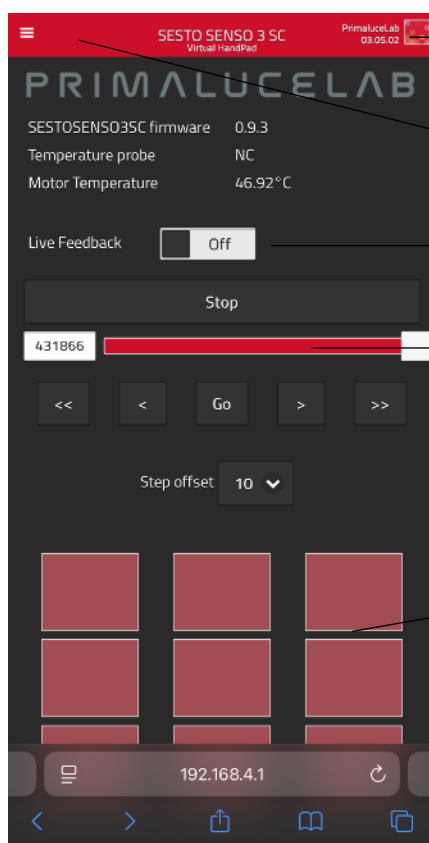 SESTO SENSO 3 SC
Virtual HandPad
PrimaluceLab
03.05.02
PRIMALUCELAB
SESTOSENSO3SC firmware 0.9.3
Temperature probe NC
Motor Temperature 46.92°C
Live Feedback Off
Stop
431866
<< < Go > >>
Step offset 10
192.168.4.1